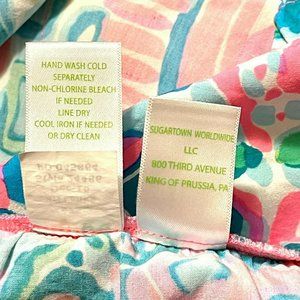 HAND WASH COLD
SEPARATELY
NON-CHLORINE BLEACH
IF NEEDED
LINE DRY
COOL IRON IF NEEDED
OR DRY CLEAN
SUGARTOWN WORLDWIDE
LLC
800 THIRD AVENUE
KING OF PRUSSIA, PA